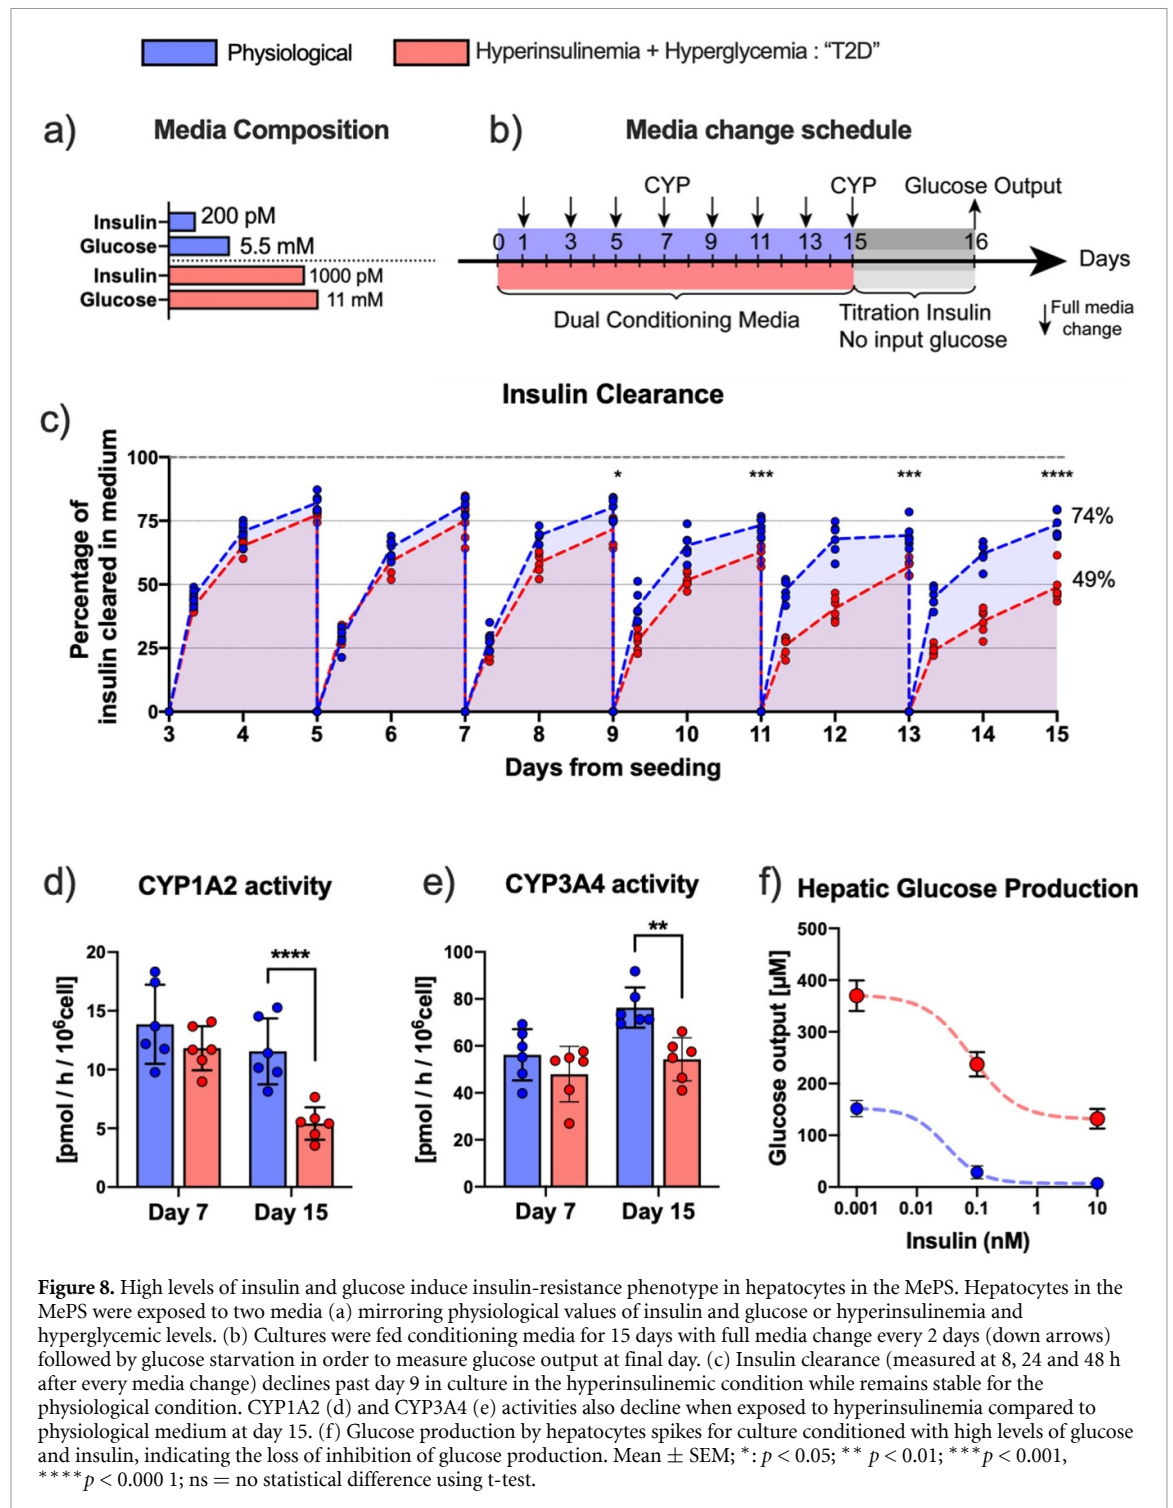 Physiological
Hyperinsulinemia + Hyperglycemia : “T2D”
a)
Media Composition
Insulin
200 pM
Glucose
5.5 mM
Insulin
1000 pM
Glucose
11 mM
b)
Media change schedule
CYP
CYP
Glucose Output
0 1 3 5 7 9 11 13 15 16
Days
Dual Conditioning Media
Titration Insulin
No input glucose
Full media
change
Insulin Clearance
c)
Percentage of
insulin cleared in medium
100
75
50
25
0
*
***
***
****
74%
49%
3 4 5 6 7 8 9 10 11 12 13 14 15
Days from seeding
d)
CYP1A2 activity
[pmol / h / 10⁶cell]
20
15
10
5
0
****
Day 7
Day 15
e)
CYP3A4 activity
[pmol / h / 10⁶cell]
100
80
60
40
20
0
**
Day 7
Day 15
f)
Hepatic Glucose Production
Glucose output [µM]
500
400
300
200
100
0
0.001 0.01 0.1 1 10
Insulin (nM)
Figure 8. High levels of insulin and glucose induce insulin-resistance phenotype in hepatocytes in the MePS. Hepatocytes in the
MePS were exposed to two media (a) mirroring physiological values of insulin and glucose or hyperinsulinemia and
hyperglycemic levels. (b) Cultures were fed conditioning media for 15 days with full media change every 2 days (down arrows)
followed by glucose starvation in order to measure glucose output at final day. (c) Insulin clearance (measured at 8, 24 and 48 h
after every media change) declines past day 9 in culture in the hyperinsulinemic condition while remains stable for the
physiological condition. CYP1A2 (d) and CYP3A4 (e) activities also decline when exposed to hyperinsulinemia compared to
physiological medium at day 15. (f) Glucose production by hepatocytes spikes for culture conditioned with high levels of glucose
and insulin, indicating the loss of inhibition of glucose production. Mean ± SEM; *: p < 0.05; ** p < 0.01; ***p < 0.001,
****p < 0.000 1; ns = no statistical difference using t-test.